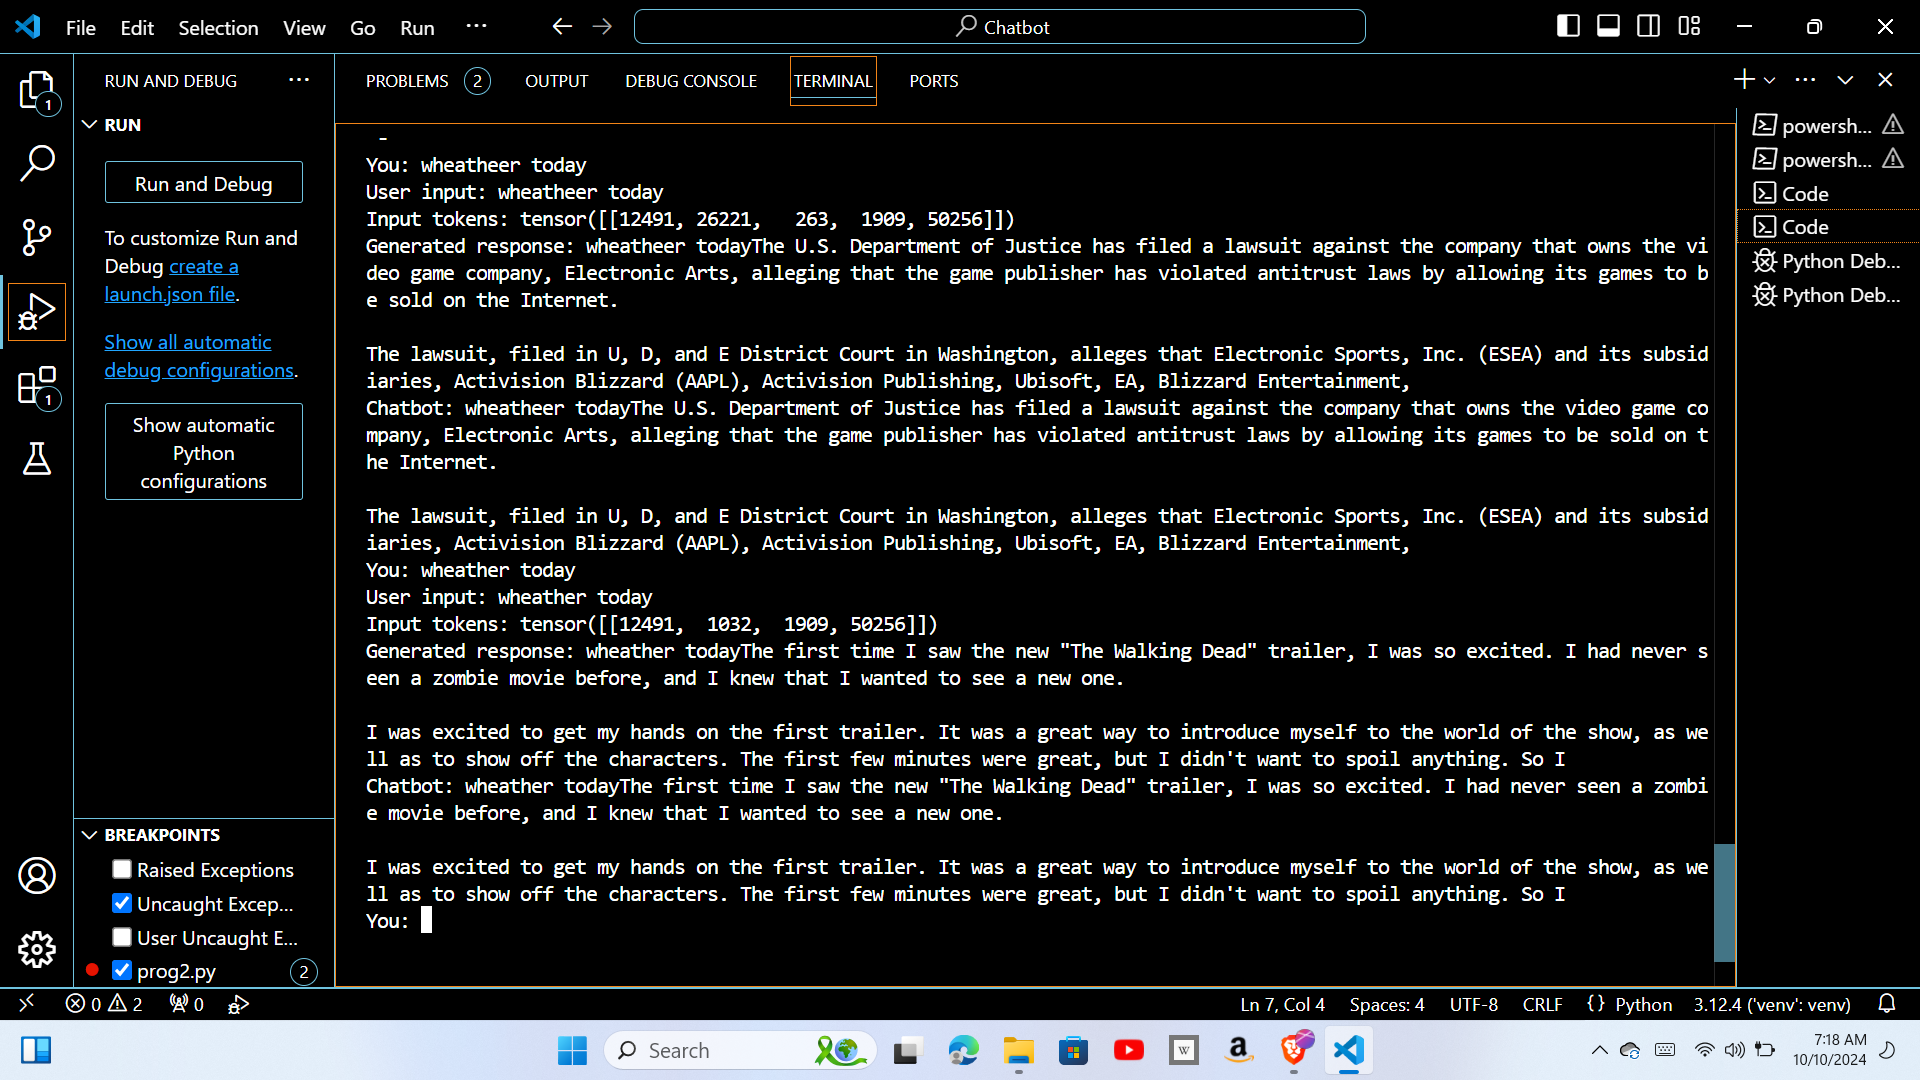 File Edit Selection View Go Run ... Chatbot
RUN AND DEBUG ...
RUN
Run and Debug
To customize Run and
Debug create a
launch.json file.
Show all automatic
debug configurations.
Show automatic
Python
configurations
1
1
BREAKPOINTS
Raised Exceptions
Uncaught Excep...
User Uncaught E...
prog2.py 2
PROBLEMS 2 OUTPUT DEBUG CONSOLE TERMINAL PORTS
You: wheatheer today
User input: wheatheer today
Input tokens: tensor([[12491, 26221,   263,  1909, 50256]])
Generated response: wheatheer todayThe U.S. Department of Justice has filed a lawsuit against the company that owns the vi
deo game company, Electronic Arts, alleging that the game publisher has violated antitrust laws by allowing its games to b
e sold on the Internet.
The lawsuit, filed in U, D, and E District Court in Washington, alleges that Electronic Sports, Inc. (ESEA) and its subsid
iaries, Activision Blizzard (AAPL), Activision Publishing, Ubisoft, EA, Blizzard Entertainment,
Chatbot: wheatheer todayThe U.S. Department of Justice has filed a lawsuit against the company that owns the video game co
mpany, Electronic Arts, alleging that the game publisher has violated antitrust laws by allowing its games to be sold on t
he Internet.
The lawsuit, filed in U, D, and E District Court in Washington, alleges that Electronic Sports, Inc. (ESEA) and its subsid
iaries, Activision Blizzard (AAPL), Activision Publishing, Ubisoft, EA, Blizzard Entertainment,
You: wheather today
User input: wheather today
Input tokens: tensor([[12491,  1032,  1909, 50256]])
Generated response: wheather todayThe first time I saw the new "The Walking Dead" trailer, I was so excited. I had never s
een a zombie movie before, and I knew that I wanted to see a new one.
I was excited to get my hands on the first trailer. It was a great way to introduce myself to the world of the show, as we
ll as to show off the characters. The first few minutes were great, but I didn't want to spoil anything. So I
Chatbot: wheather todayThe first time I saw the new "The Walking Dead" trailer, I was so excited. I had never seen a zombi
e movie before, and I knew that I wanted to see a new one.
I was excited to get my hands on the first trailer. It was a great way to introduce myself to the world of the show, as we
ll as to show off the characters. The first few minutes were great, but I didn't want to spoil anything. So I
You:
powersh...
powersh...
Code
Code
Python Deb...
Python Deb...
0 2 0 Ln 7, Col 4 Spaces: 4 UTF-8 CRLF {} Python 3.12.4 ('venv': venv)
Search W a 7:18 AM
10/10/2024